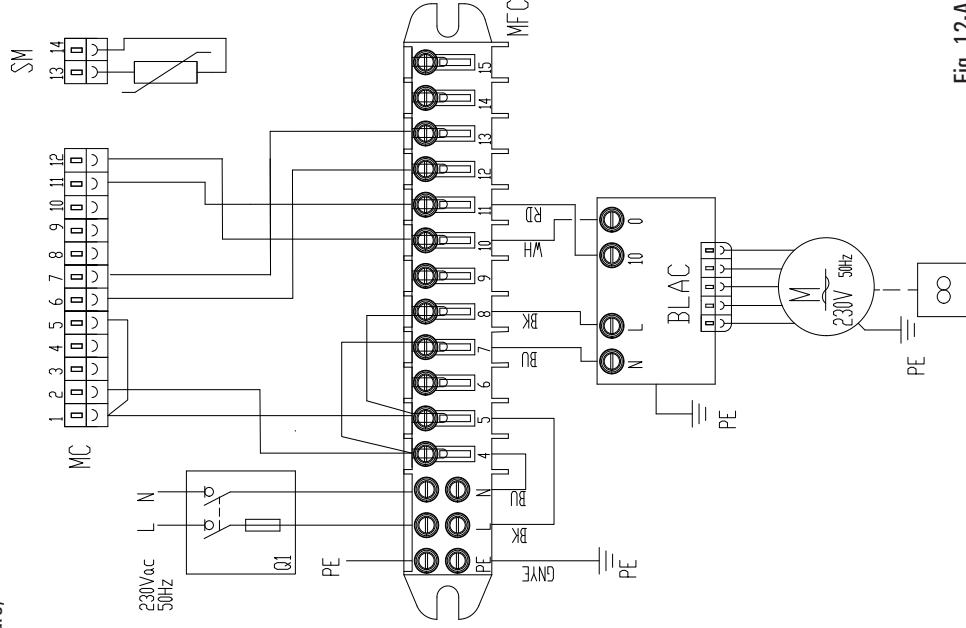 SM
13 14
MC
1 2 3 4 5 6 7 8 9 10 11 12
230Vac
50Hz
L N
Q1
PE
MFC
PE L N 4 5 6 7 8 9 10 11 12 13 14 15
GNYE
BK
BU
BU
BK
WH
RD
PE
N L 10 0
BLAC
PE
M
230V 50Hz
PE
Fig. 12-A